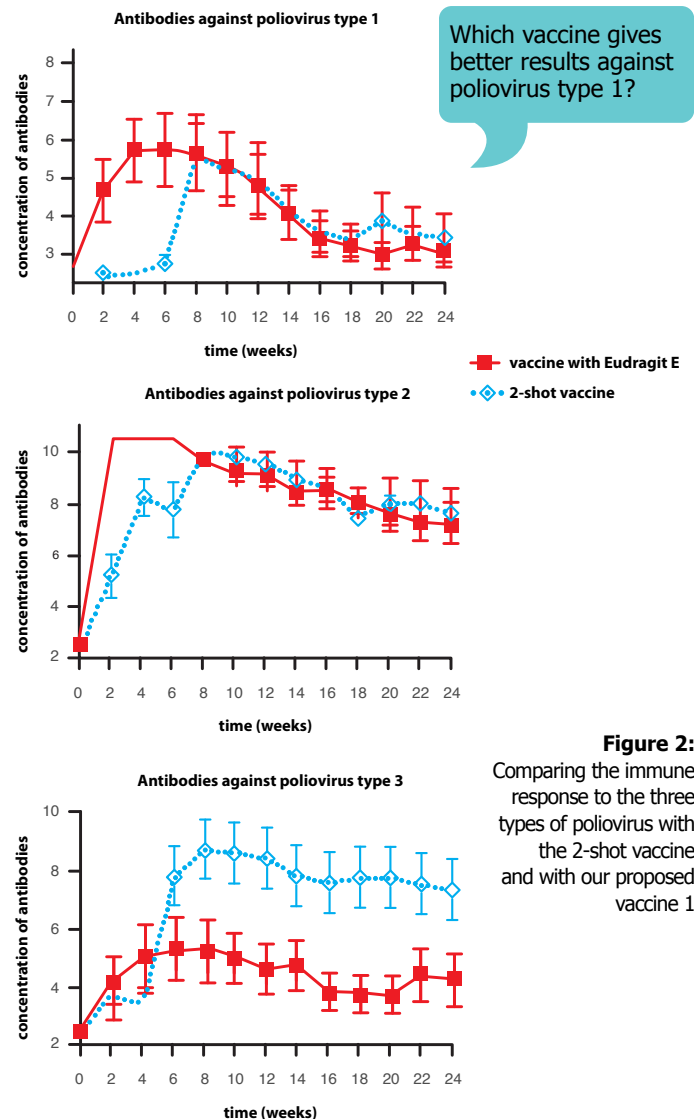 Antibodies against poliovirus type 1
Which vaccine gives
better results against
poliovirus type 1?
concentration of antibodies
8
7
6
5
4
3
0 2 4 6 8 10 12 14 16 18 20 22 24
time (weeks)
vaccine with Eudragit E
2-shot vaccine
Antibodies against poliovirus type 2
concentration of antibodies
10
8
6
4
2
0 2 4 6 8 10 12 14 16 18 20 22 24
time (weeks)
Figure 2:
Comparing the immune
response to the three
types of poliovirus with
the 2-shot vaccine
and with our proposed
vaccine 1
Antibodies against poliovirus type 3
concentration of antibodies
10
8
6
4
2
0 2 4 6 8 10 12 14 16 18 20 22 24
time (weeks)